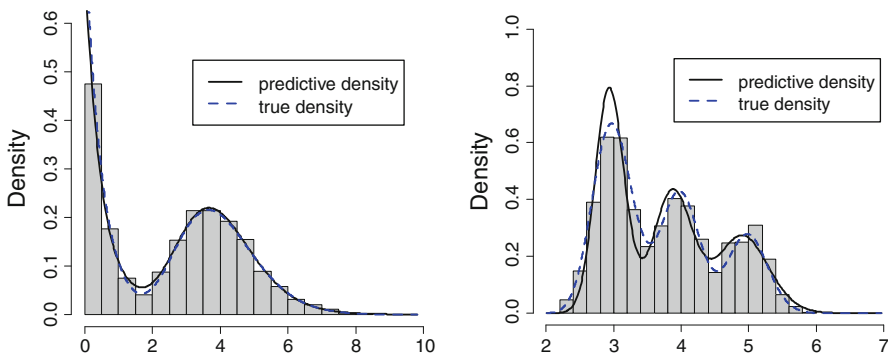 Density
0.0 0.1 0.2 0.3 0.4 0.5 0.6
0 2 4 6 8 10
predictive density
true density
Density
0.0 0.2 0.4 0.6 0.8 1.0
2 3 4 5 6 7
predictive density
true density